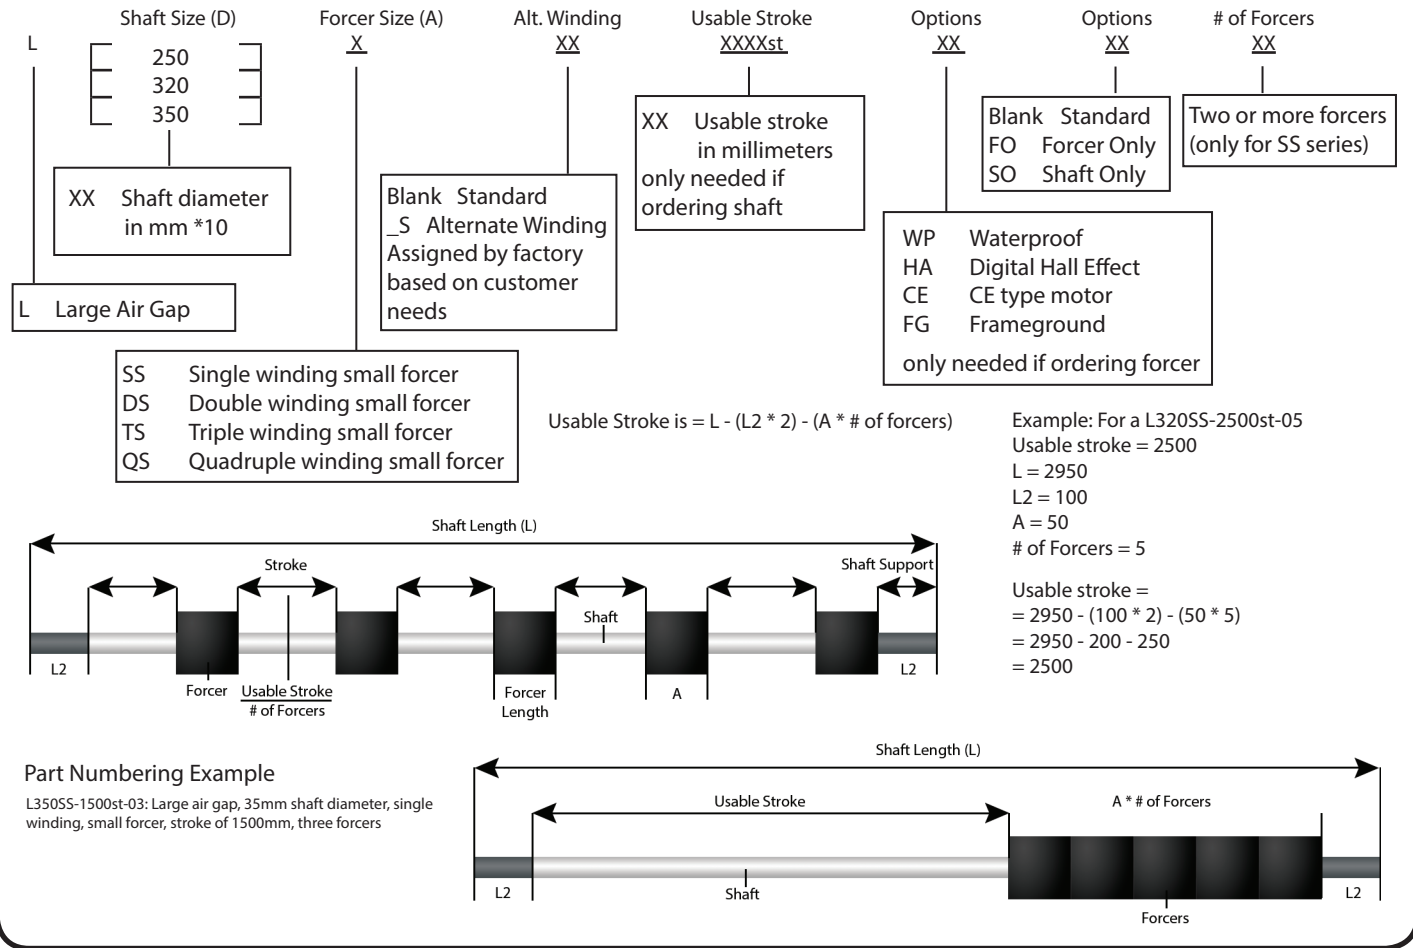 Shaft Size (D)
Forcer Size (A)
Alt. Winding
Usable Stroke
Options
Options
# of Forcers
L
250
320
350
X
XX
XXXXst
XX
XX
XX
XX Shaft diameter
in mm *10
L Large Air Gap
Blank Standard
_S Alternate Winding
Assigned by factory
based on customer
needs
XX Usable stroke
in millimeters
only needed if
ordering shaft
Blank Standard
FO Forcer Only
SO Shaft Only
Two or more forcers
(only for SS series)
WP Waterproof
HA Digital Hall Effect
CE CE type motor
FG Frameground
only needed if ordering forcer
SS Single winding small forcer
DS Double winding small forcer
TS Triple winding small forcer
QS Quadruple winding small forcer
Usable Stroke is = L - (L2 * 2) - (A * # of forcers)
Example: For a L320SS-2500st-05
Usable stroke = 2500
L = 2950
L2 = 100
A = 50
# of Forcers = 5
Usable stroke =
= 2950 - (100 * 2) - (50 * 5)
= 2950 - 200 - 250
= 2500
Shaft Length (L)
Stroke
Shaft Support
Shaft
L2
Forcer
Usable Stroke
# of Forcers
Forcer
Length
A
L2
Part Numbering Example
L350SS-1500st-03: Large air gap, 35mm shaft diameter, single
winding, small forcer, stroke of 1500mm, three forcers
Shaft Length (L)
Usable Stroke
A * # of Forcers
L2
Shaft
Forcers
L2